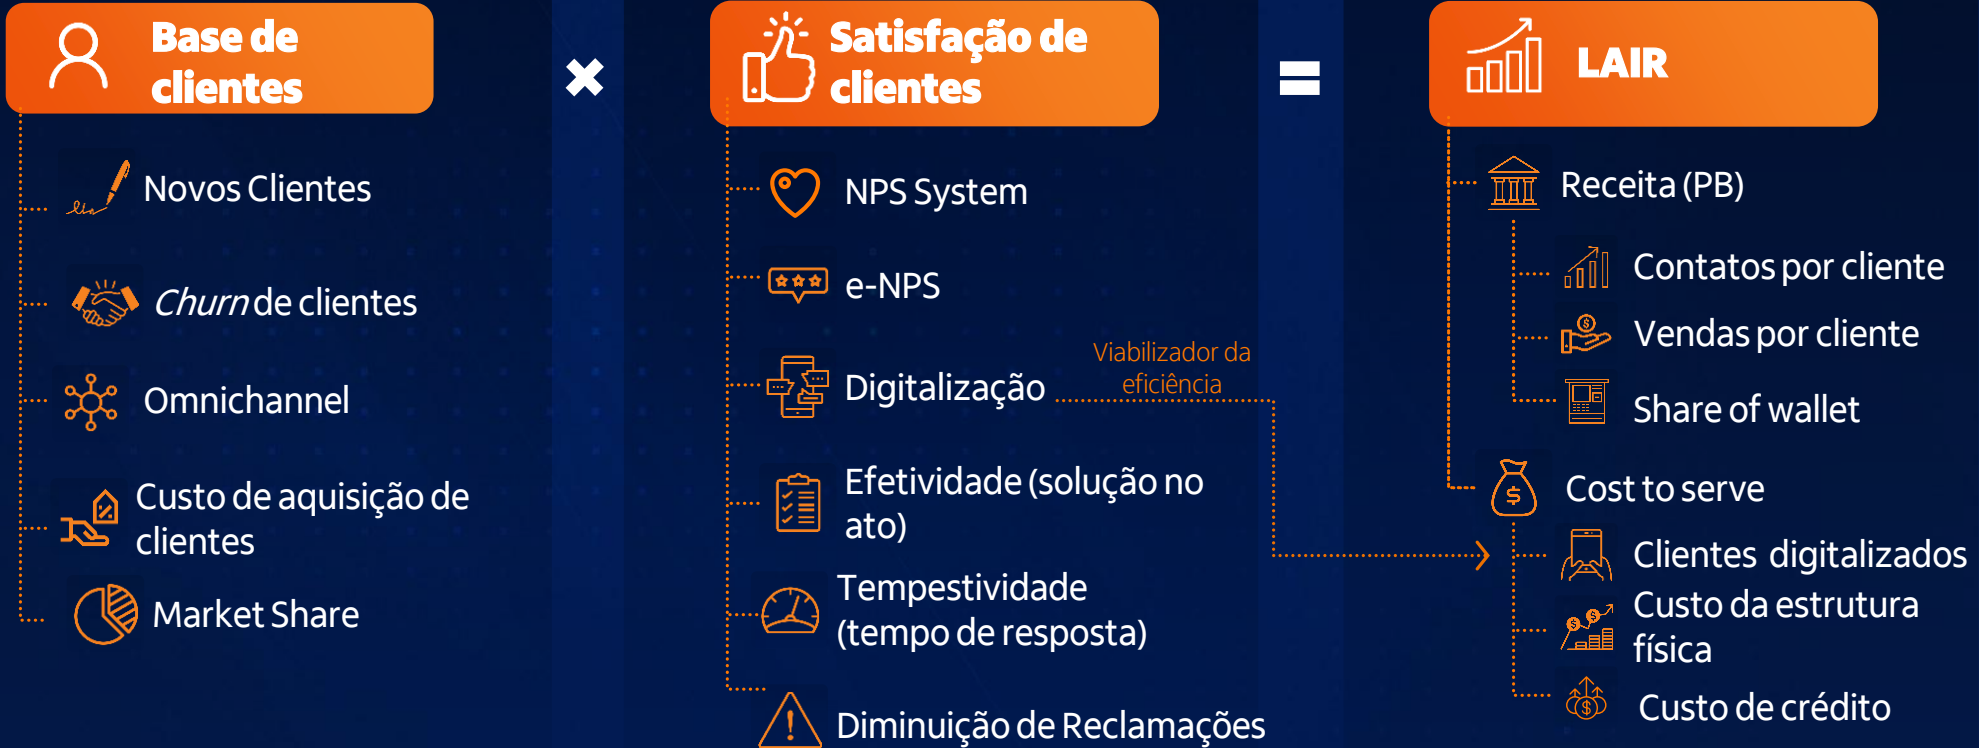 Base de
clientes
Novos Clientes
Churn de clientes
Omnichannel
Custo de aquisição de
clientes
Market Share
×
Satisfação de
clientes
NPS System
e-NPS
Digitalização
Viabilizador da
eficiência
Efetividade (solução no
ato)
Tempestividade
(tempo de resposta)
Diminuição de Reclamações
=
LAIR
Receita (PB)
Contatos por cliente
Vendas por cliente
Share of wallet
Cost to serve
Clientes digitalizados
Custo da estrutura
física
Custo de crédito